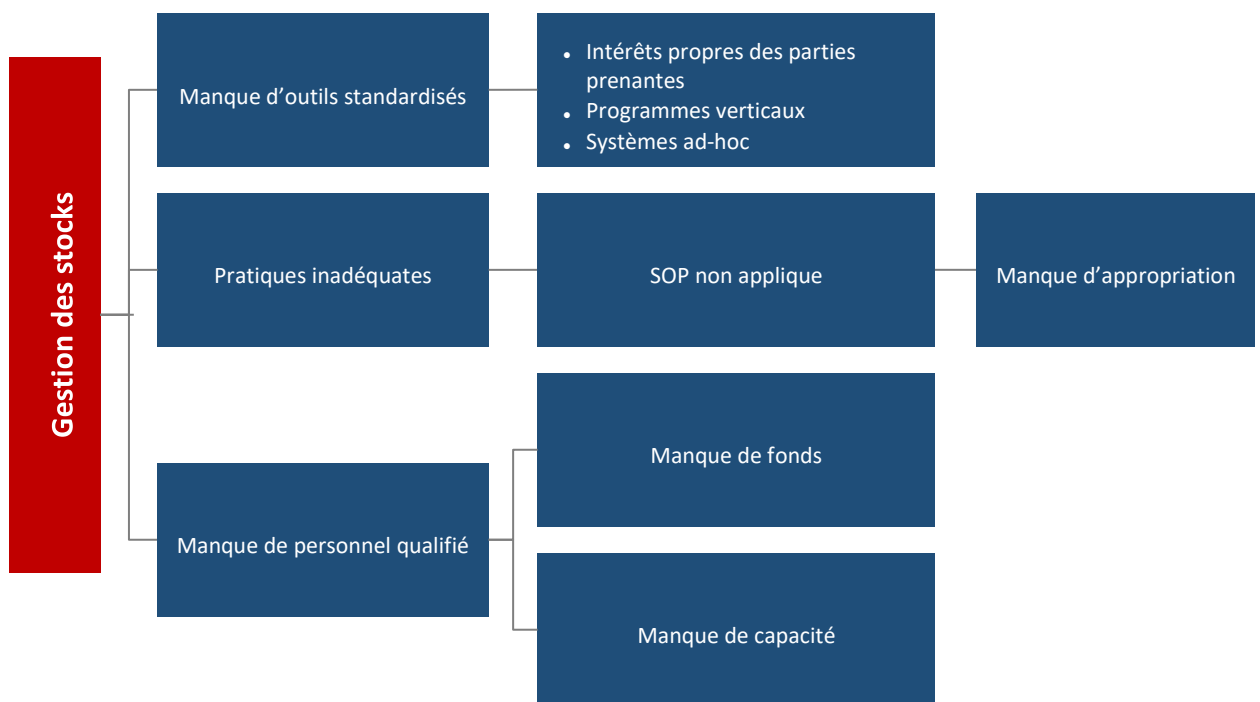 Gestion des stocks
Manque d’outils standardisés
• Intérêts propres des parties
prenantes
• Programmes verticaux
• Systèmes ad-hoc
Pratiques inadéquates
SOP non applique
Manque d’appropriation
Manque de personnel qualifié
Manque de fonds
Manque de capacité